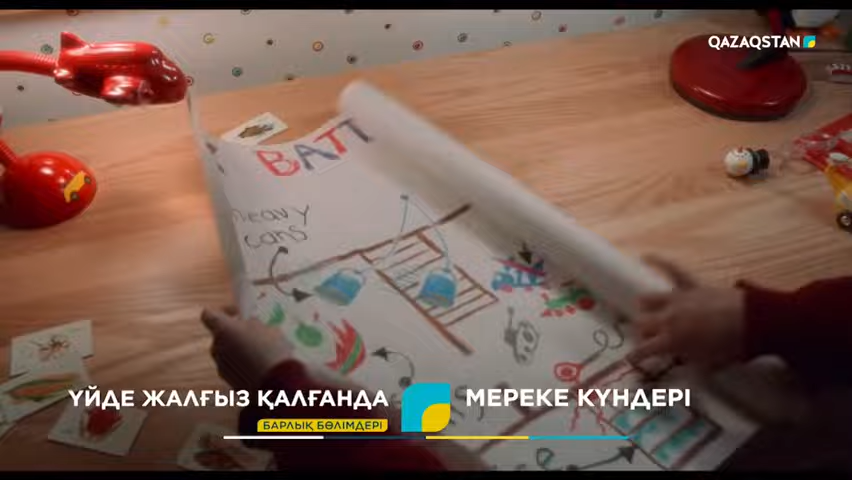 QAZAQSTAN
BATT
heavy
cans
ҮЙДЕ ЖАЛҒЫЗ ҚАЛҒАНДА
БАРЛЫҚ БӨЛІМДЕРІ
МЕРЕКЕ КҮНДЕРІ